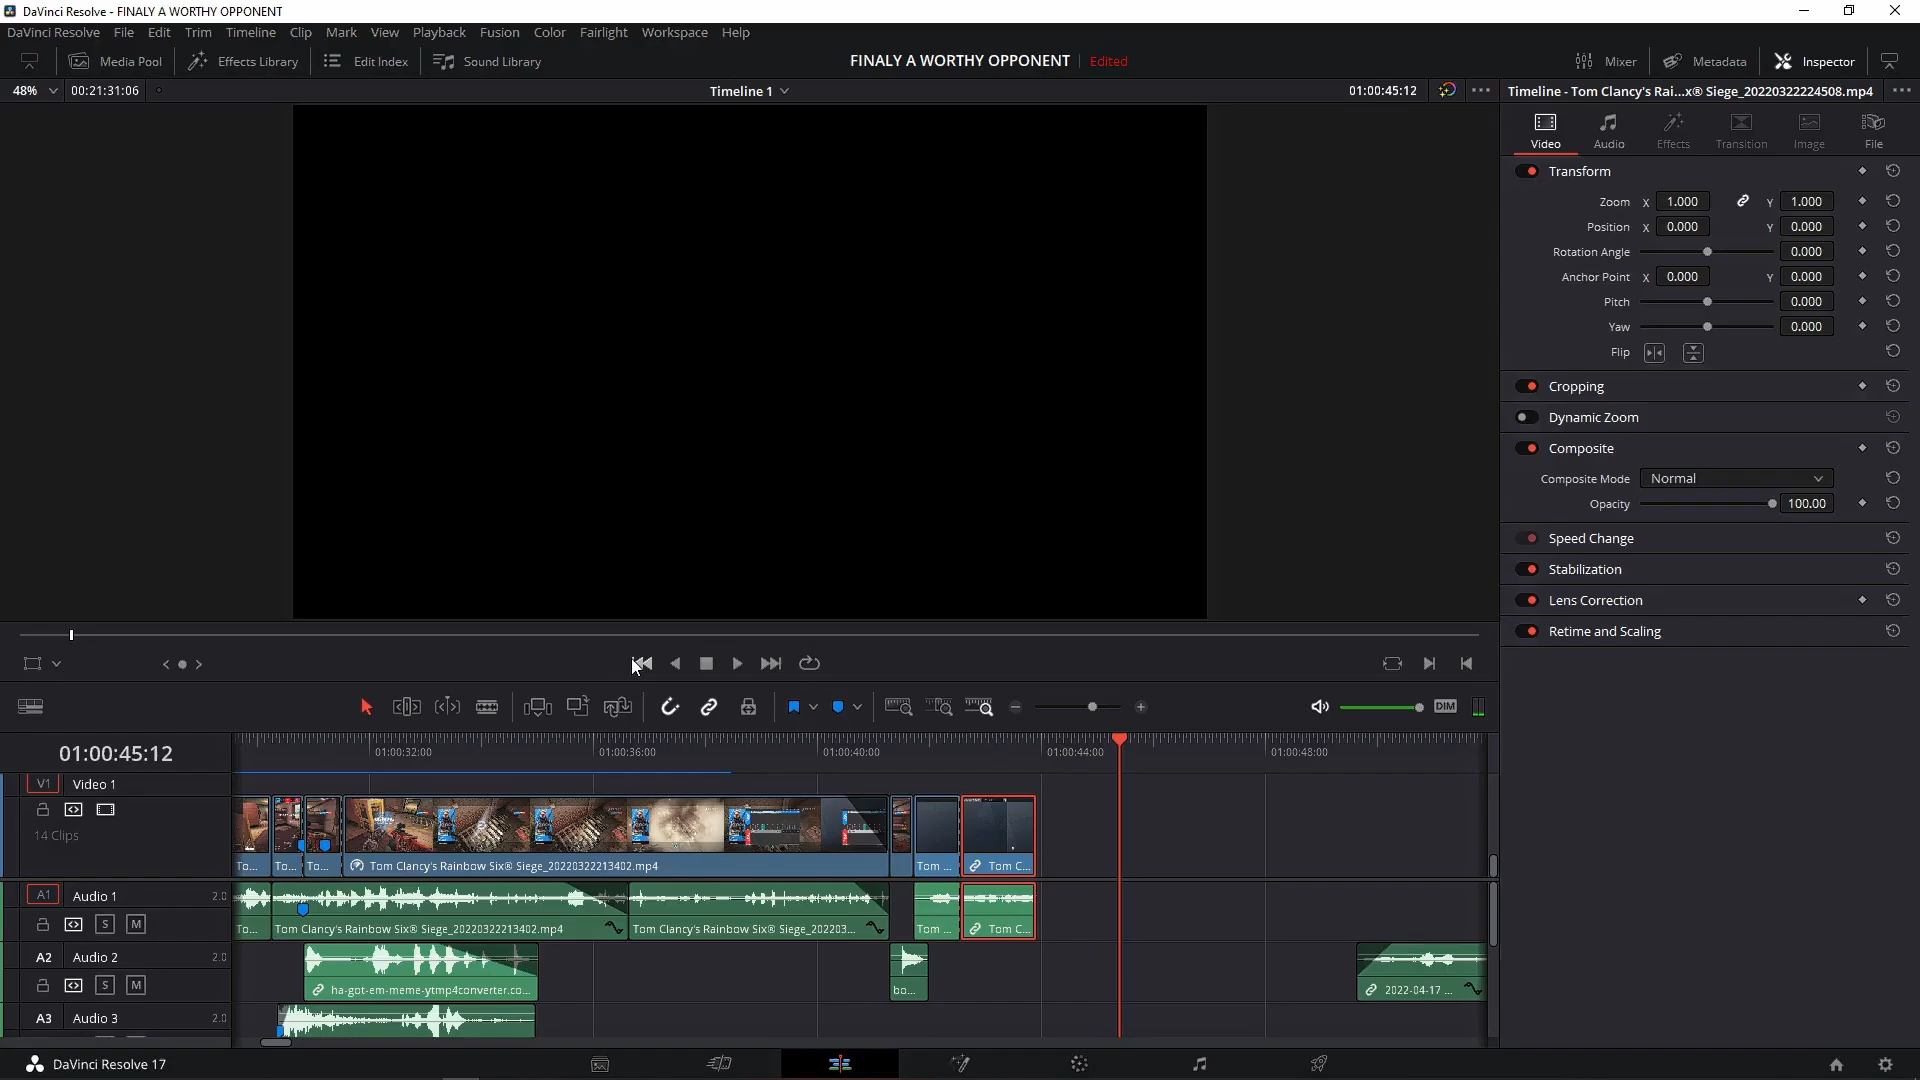 DaVinci Resolve - FINALY A WORTHY OPPONENT
DaVinci Resolve File Edit Trim Timeline Clip Mark View Playback Fusion Color Fairlight Workspace Help
Media Pool Effects Library Edit Index Sound Library FINALY A WORTHY OPPONENT Edited Mixer Metadata Inspector
48% 00:21:31:06 Timeline 1 01:00:45:12 Timeline - Tom Clancy's Rai...x® Siege_20220322224508.mp4
Video Audio Effects Transition Image File
Transform
Zoom X 1.000 Y 1.000
Position X 0.000 Y 0.000
Rotation Angle 0.000
Anchor Point X 0.000 Y 0.000
Pitch 0.000
Yaw 0.000
Flip
Cropping
Dynamic Zoom
Composite
Composite Mode Normal
Opacity 100.00
Speed Change
Stabilization
Lens Correction
Retime and Scaling
DIM
01:00:45:12 01:00:32:00 01:00:36:00 01:00:40:00 01:00:44:00 01:00:48:00
V1 Video 1
14 Clips
To... To... To... Tom Clancy's Rainbow Six® Siege_20220322213402.mp4 Tom ... Tom C...
A1 Audio 1 2.0
S M To... Tom Clancy's Rainbow Six® Siege_20220322213402.mp4 Tom Clancy's Rainbow Six® Siege_202203... Tom ... Tom C...
A2 Audio 2 2.0
S M ha-got-em-meme-ytmp4converter.co... bo... 2022-04-17 ...
A3 Audio 3 2.0
DaVinci Resolve 17